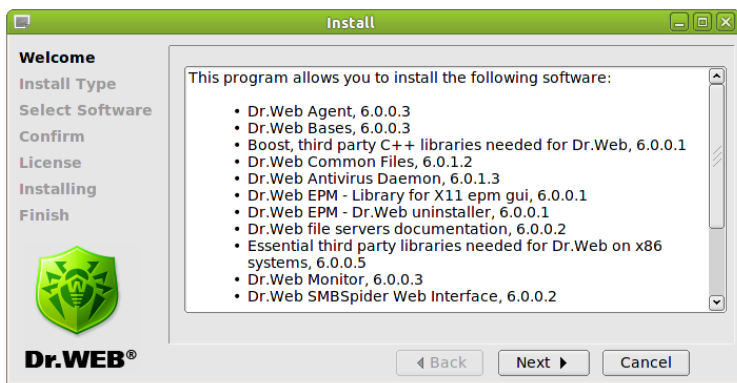 Install
Welcome
Install Type
Select Software
Confirm
License
Installing
Finish
Dr.WEB®
This program allows you to install the following software:
• Dr.Web Agent, 6.0.0.3
• Dr.Web Bases, 6.0.0.3
• Boost, third party C++ libraries needed for Dr.Web, 6.0.0.1
• Dr.Web Common Files, 6.0.1.2
• Dr.Web Antivirus Daemon, 6.0.1.3
• Dr.Web EPM - Library for X11 epm gui, 6.0.0.1
• Dr.Web EPM - Dr.Web uninstaller, 6.0.0.1
• Dr.Web file servers documentation, 6.0.0.2
• Essential third party libraries needed for Dr.Web on x86
systems, 6.0.0.5
• Dr.Web Monitor, 6.0.0.3
• Dr.Web SMBSpider Web Interface, 6.0.0.2
Back
Next
Cancel